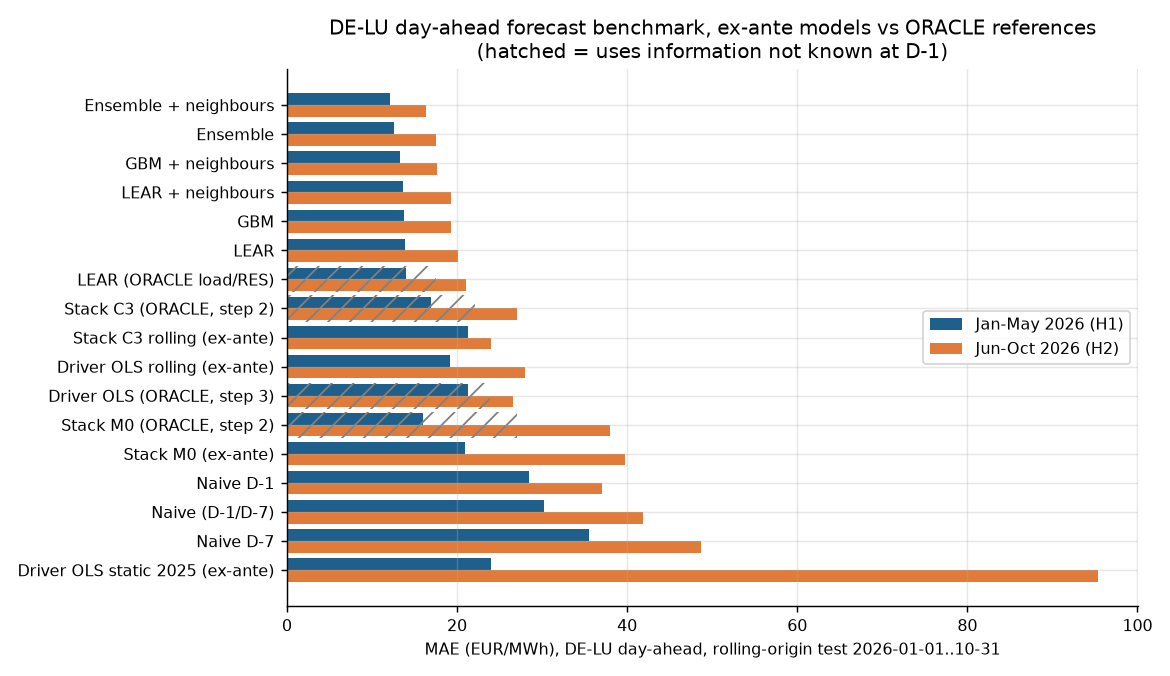 DE-LU day-ahead forecast benchmark, ex-ante models vs ORACLE references
(hatched = uses information not known at D-1)
Ensemble + neighbours
Ensemble
GBM + neighbours
LEAR + neighbours
GBM
LEAR
LEAR (ORACLE load/RES)
Stack C3 (ORACLE, step 2)
Stack C3 rolling (ex-ante)
Driver OLS rolling (ex-ante)
Driver OLS (ORACLE, step 3)
Stack M0 (ORACLE, step 2)
Stack M0 (ex-ante)
Naive D-1
Naive (D-1/D-7)
Naive D-7
Driver OLS static 2025 (ex-ante)
Jan-May 2026 (H1)
Jun-Oct 2026 (H2)
0 20 40 60 80 100
MAE (EUR/MWh), DE-LU day-ahead, rolling-origin test 2026-01-01..10-31